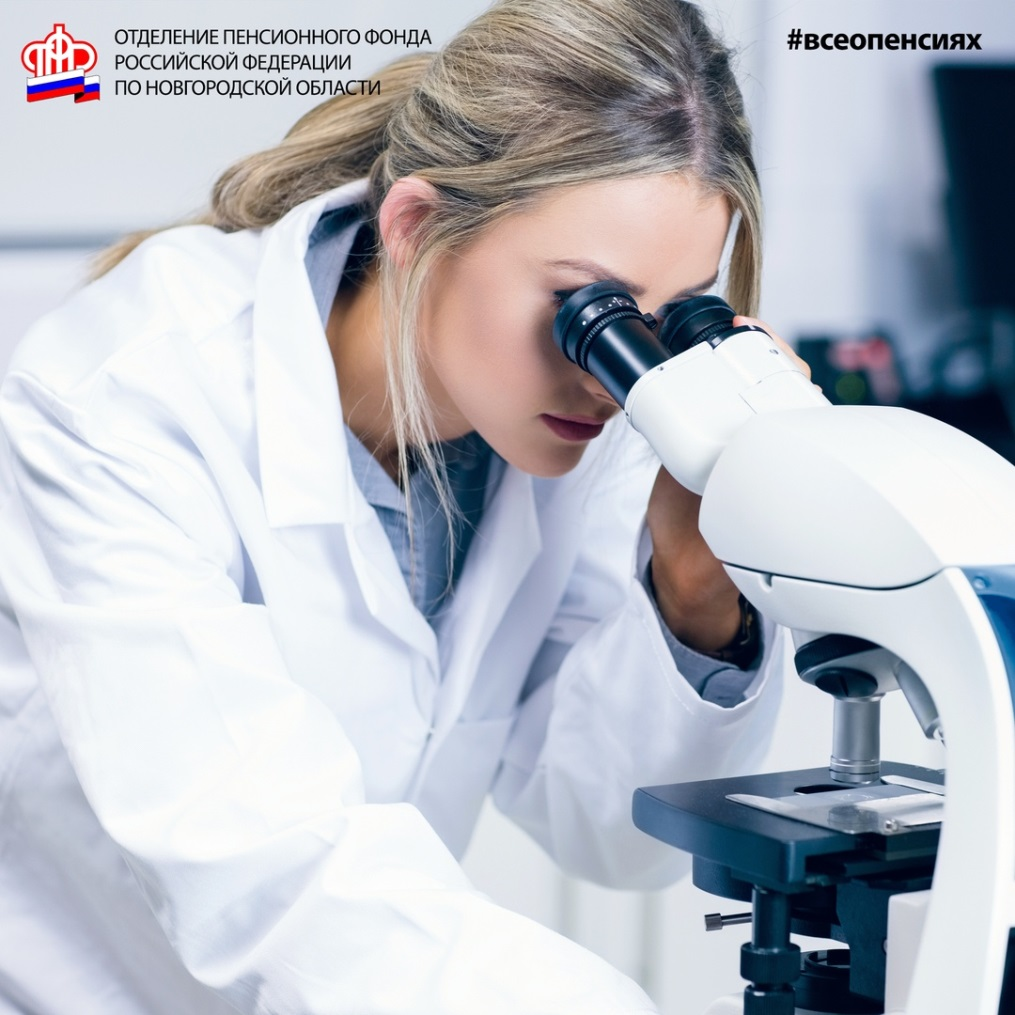 ОТДЕЛЕНИЕ ПЕНСИОННОГО ФОНДА
РОССИЙСКОЙ ФЕДЕРАЦИИ
ПО НОВГОРОДСКОЙ ОБЛАСТИ
#всеопенсиях